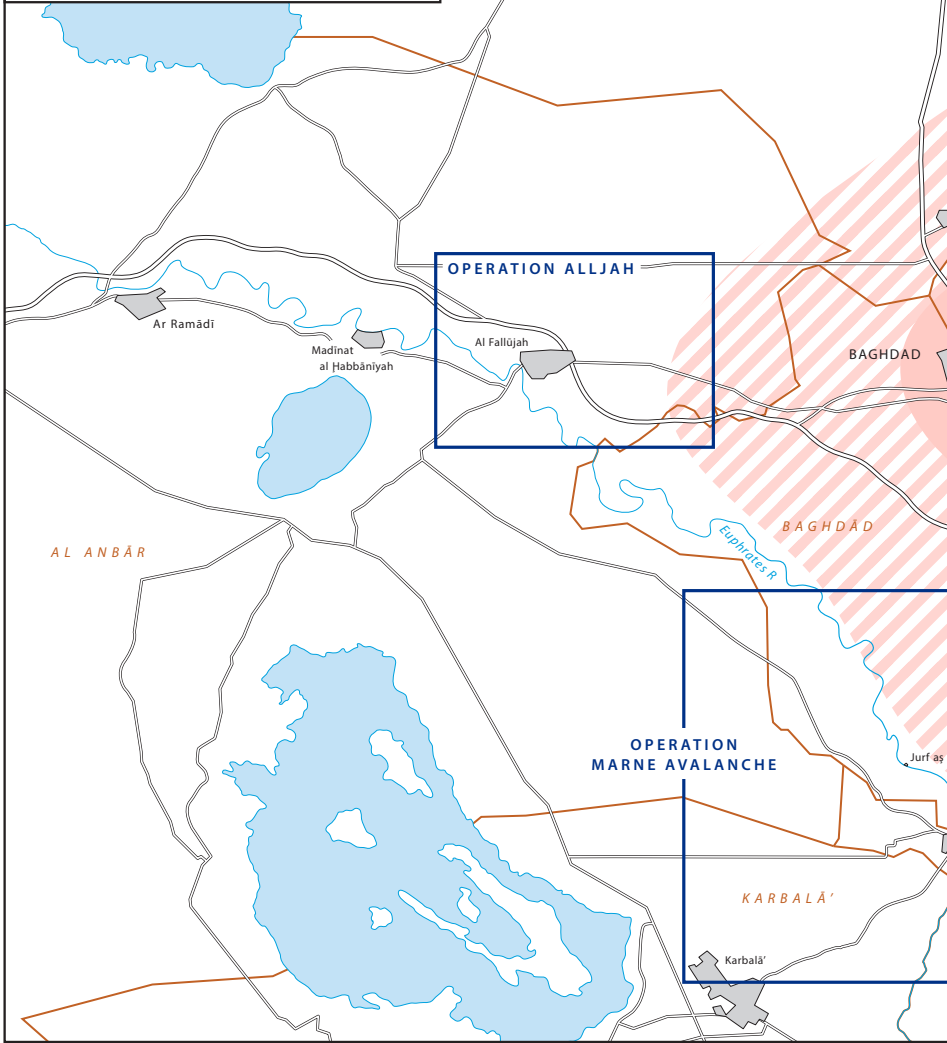 OPERATION ALLJAH
Ar Ramādī
Madīnat
al Ḩabbānīyah
Al Fallūjah
BAGHDAD
AL ANBĀR
BAGHDĀD
Euphrates R
OPERATION
MARNE AVALANCHE
Jurf aş
KARBALĀ’
Karbalā’